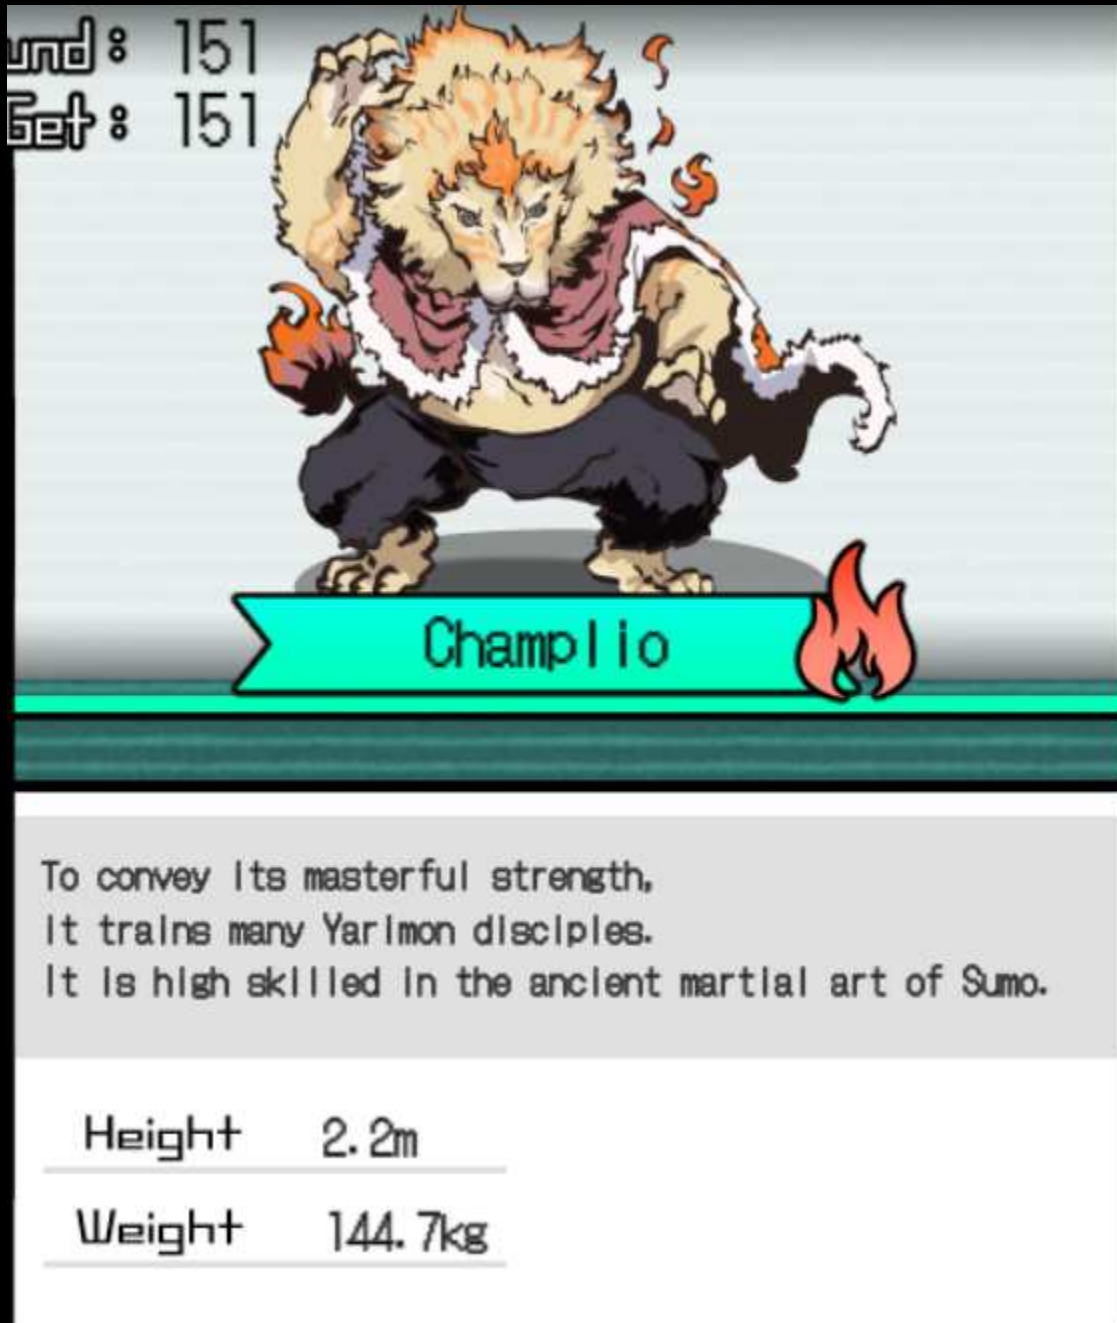 und: 151
Get: 151
Champlio
To convey its masterful strength,
it trains many Yarimon disciples.
It is high skilled in the ancient martial art of Sumo.
Height 2.2m
Weight 144.7kg